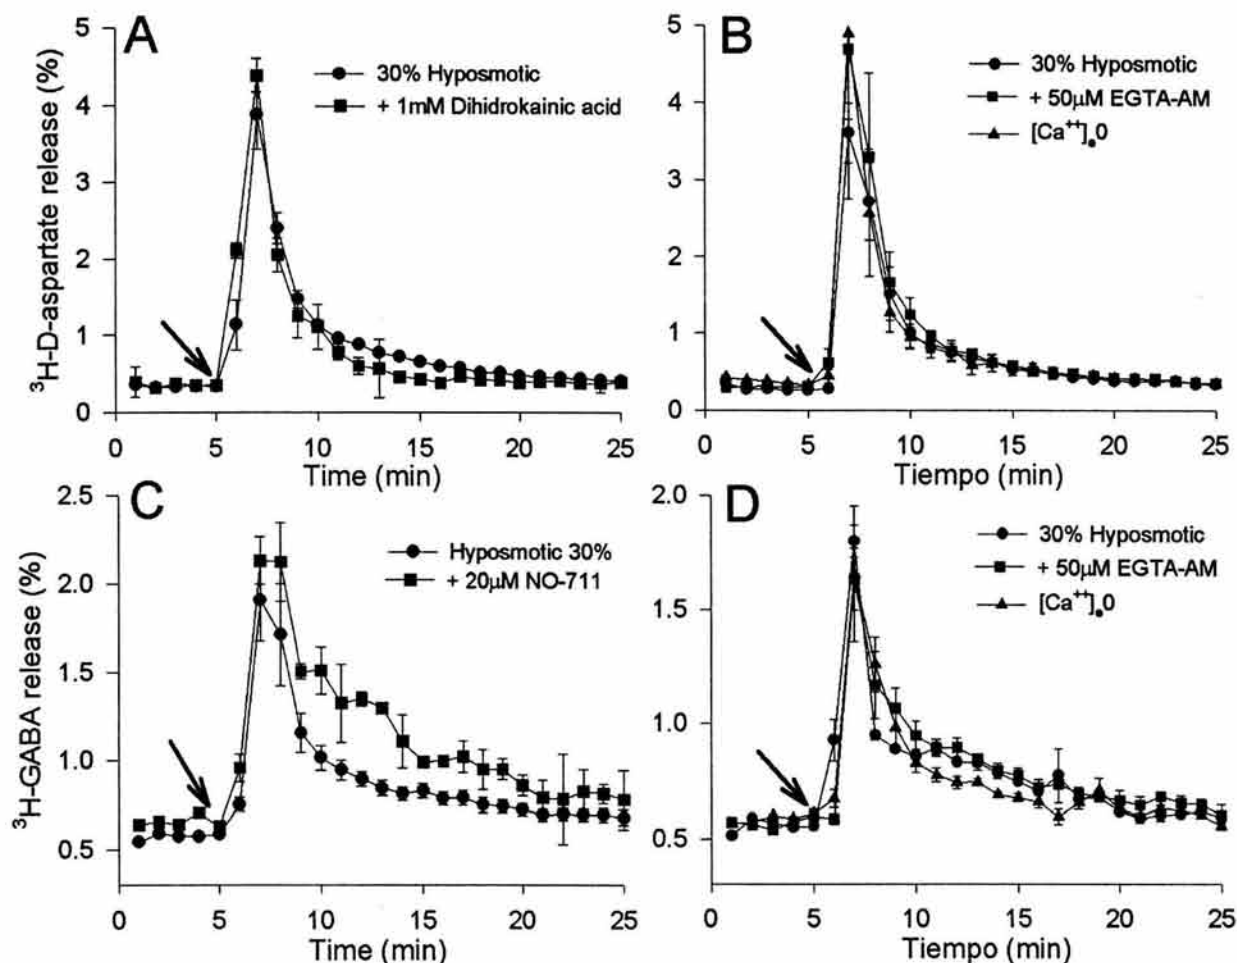 A
30% Hyposmotic
+ 1mM Dihidrokainic acid
³H-D-aspartate release (%)
5
4
3
2
1
0
0 5 10 15 20 25
Time (min)
B
30% Hyposmotic
+ 50µM EGTA-AM
[Ca⁺⁺]ₑ0
5
4
3
2
1
0
0 5 10 15 20 25
Tiempo (min)
C
Hyposmotic 30%
+ 20µM NO-711
³H-GABA release (%)
2.5
2.0
1.5
1.0
0.5
0 5 10 15 20 25
Time (min)
D
30% Hyposmotic
+ 50µM EGTA-AM
[Ca⁺⁺]ₑ0
2.0
1.5
1.0
0.5
0 5 10 15 20 25
Tiempo (min)